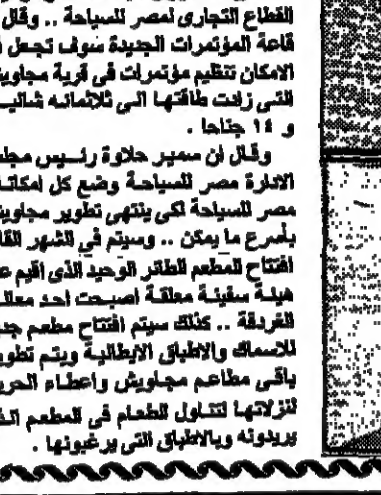 القطاع التجارى لمصر للسياحة .. وقال
قاعة المؤتمرات الجديدة سوف تجعل
الامكان تنظيم مؤتمرات فى قرية مجاويش
التى زادت طاقتها الى ثلاثمائه شاليه
و ١٤ جناحا .
وقال ان سمير حلاوة رئيس مجلس
الادارة مصر للسياحة وضع كل امكانات
مصر للسياحة لكى ينتهى تطوير مجاويش
بأسرع ما يمكن .. وسيتم فى الشهر القادم
افتتاح المطعم الطائر الوحيد الذى اقيم على
هيئة سفينة معلقة اصبحت احد معالم
الغردقة .. كذلك سيتم افتتاح مطعم جديد
للاسماك والاطباق الايطالية ويتم تطوير
باقى مطاعم مجاويش واعطاء الحرية
لنزلاتها لتناول الطعام فى المطعم الذى
يريدونه وبالاطباق التى يرغبونها .